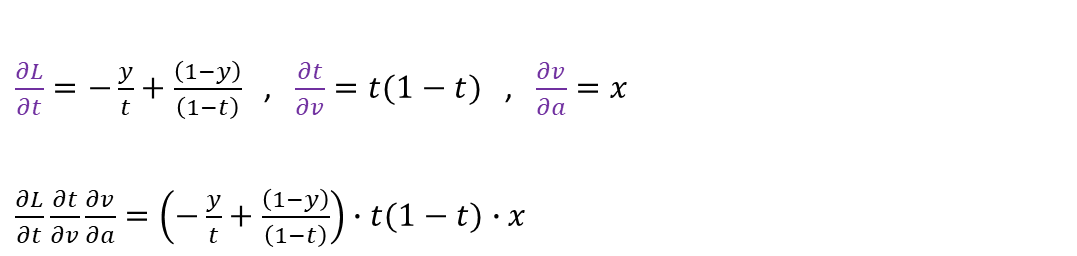 ∂L/∂t = −y/t + (1−y)/(1−t) , ∂t/∂v = t(1 − t) , ∂v/∂a = x
∂L/∂t ∂t/∂v ∂v/∂a = (−y/t + (1−y)/(1−t)) · t(1 − t) · x